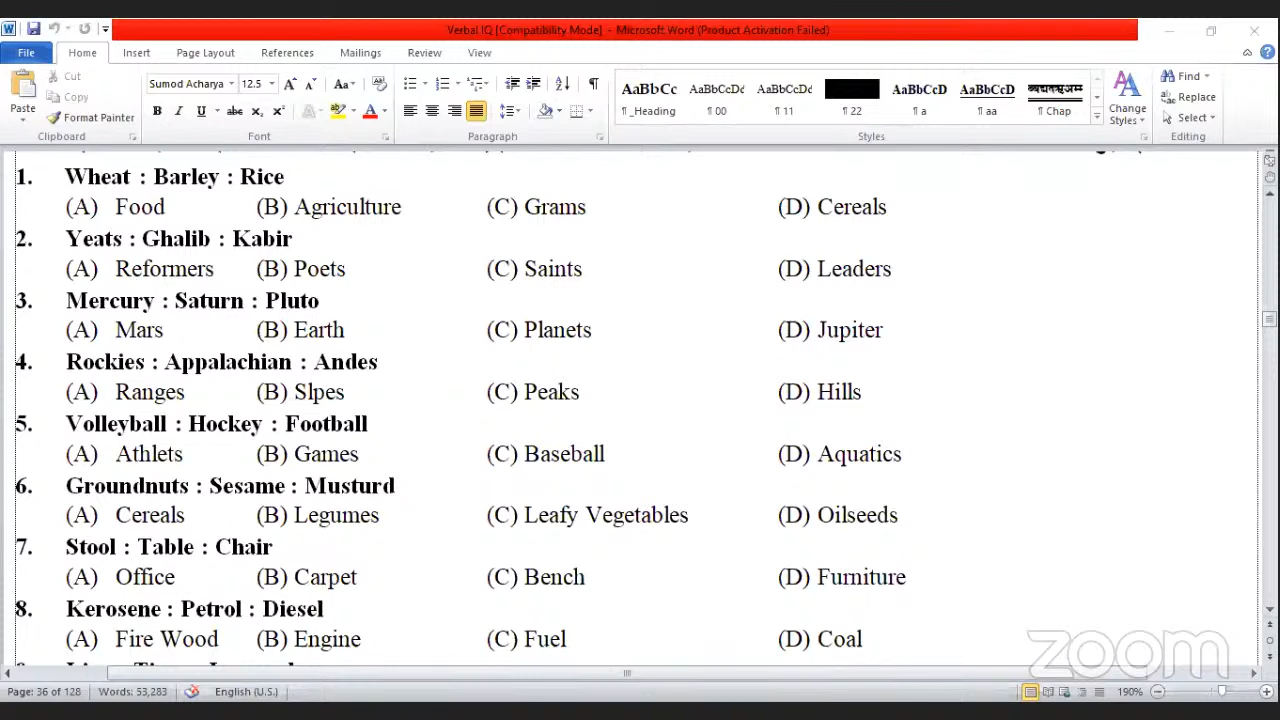 Verbal IQ [Compatibility Mode] - Microsoft Word (Product Activation Failed)
File Home Insert Page Layout References Mailings Review View
Paste Cut Copy Format Painter Clipboard
Sumod Acharya 12.5 Font
Paragraph
AaBbCc AaBbCcDd AaBbCcDd AaBbCcD AaBbCcD
¶ _Heading ¶ 00 ¶ 11 ¶ 22 ¶ a ¶ aa ¶ Chap
Styles
Change Styles
Find Replace Select Editing
1. Wheat : Barley : Rice
(A) Food (B) Agriculture (C) Grams (D) Cereals
2. Yeats : Ghalib : Kabir
(A) Reformers (B) Poets (C) Saints (D) Leaders
3. Mercury : Saturn : Pluto
(A) Mars (B) Earth (C) Planets (D) Jupiter
4. Rockies : Appalachian : Andes
(A) Ranges (B) Slpes (C) Peaks (D) Hills
5. Volleyball : Hockey : Football
(A) Athlets (B) Games (C) Baseball (D) Aquatics
6. Groundnuts : Sesame : Musturd
(A) Cereals (B) Legumes (C) Leafy Vegetables (D) Oilseeds
7. Stool : Table : Chair
(A) Office (B) Carpet (C) Bench (D) Furniture
8. Kerosene : Petrol : Diesel
(A) Fire Wood (B) Engine (C) Fuel (D) Coal
zoom
Page: 36 of 128 Words: 53,283 English (U.S.) 190%